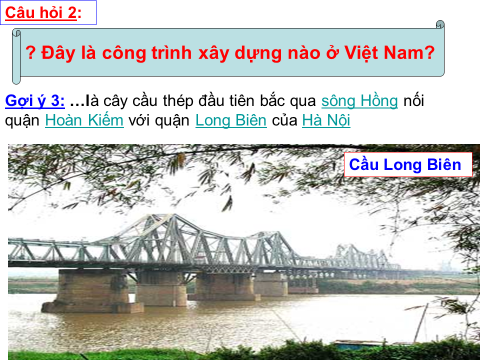 Câu hỏi 2:
? Đây là công trình xây dựng nào ở Việt Nam?
Gợi ý 3: ...là cây cầu thép đầu tiên bắc qua sông Hồng nối
quận Hoàn Kiếm với quận Long Biên của Hà Nội
Cầu Long Biên